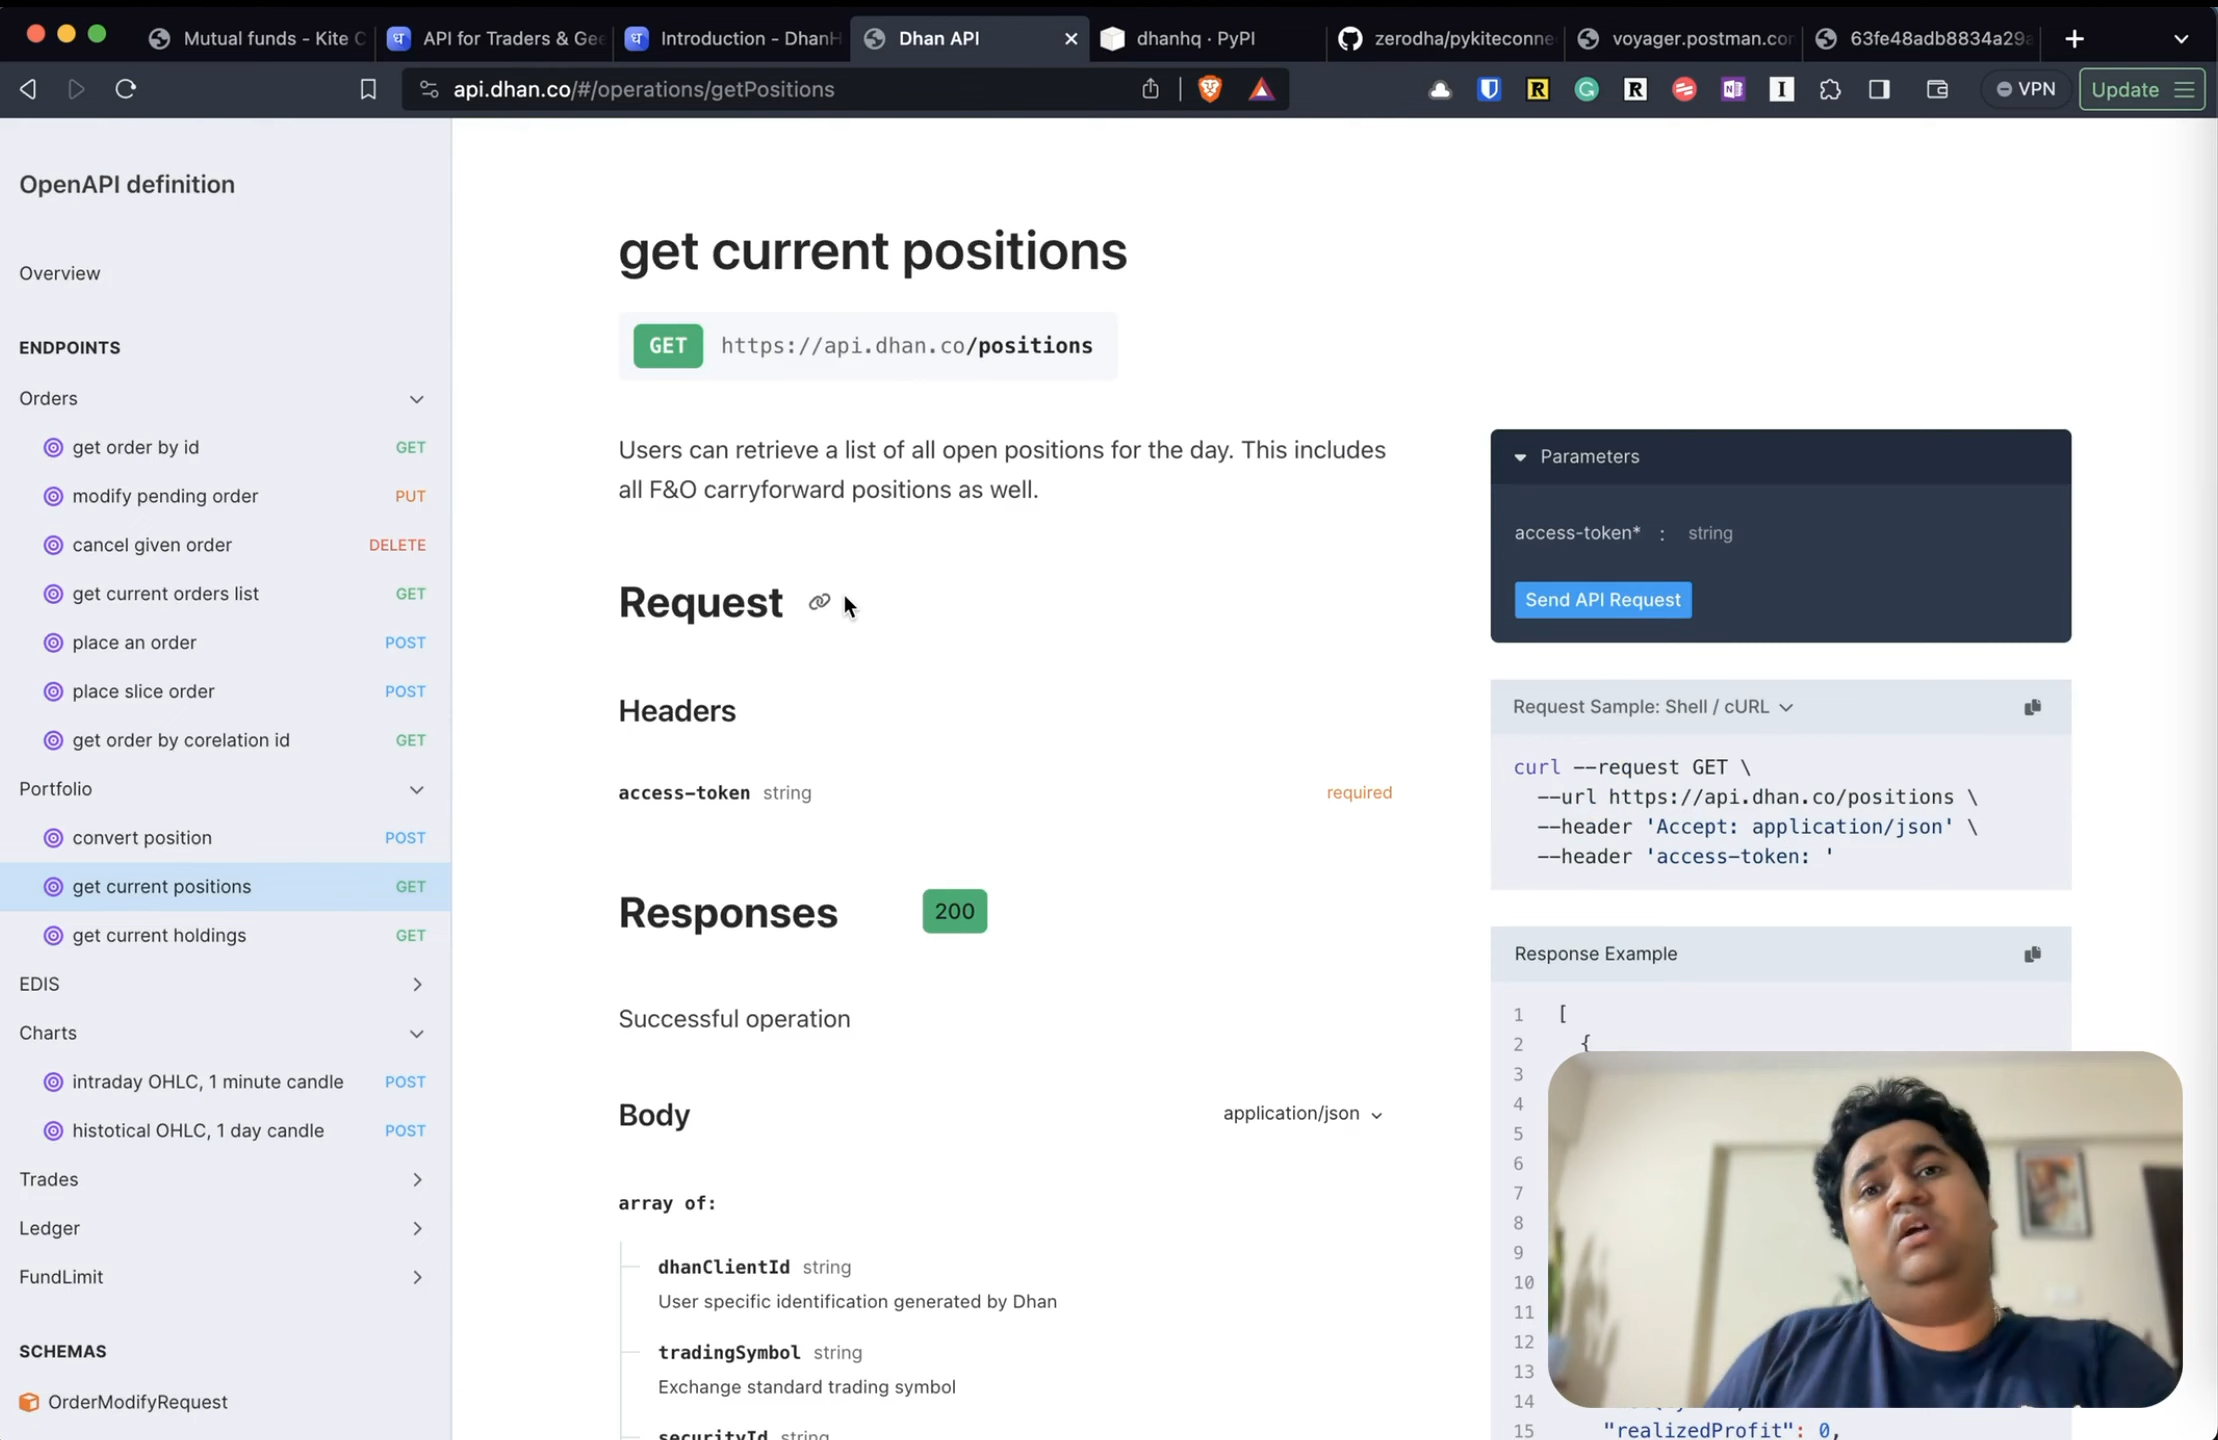 Mutual funds - Kite C
API for Traders & Gee
Introduction - DhanH
Dhan API
dhanhq · PyPI
zerodha/pykiteconne
voyager.postman.com
63fe48adb8834a29a
api.dhan.co/#/operations/getPositions
VPN
Update
OpenAPI definition
Overview
ENDPOINTS
Orders
get order by id GET
modify pending order PUT
cancel given order DELETE
get current orders list GET
place an order POST
place slice order POST
get order by corelation id GET
Portfolio
convert position POST
get current positions GET
get current holdings GET
EDIS
Charts
intraday OHLC, 1 minute candle POST
histotical OHLC, 1 day candle POST
Trades
Ledger
FundLimit
SCHEMAS
OrderModifyRequest
get current positions
GET https://api.dhan.co/positions
Users can retrieve a list of all open positions for the day. This includes
all F&O carryforward positions as well.
Request
Headers
access-token string required
Responses 200
Successful operation
Body application/json
array of:
dhanClientId string
User specific identification generated by Dhan
tradingSymbol string
Exchange standard trading symbol
securityId string
Parameters
access-token* : string
Send API Request
Request Sample: Shell / cURL
curl --request GET \
--url https://api.dhan.co/positions \
--header 'Accept: application/json' \
--header 'access-token: '
Response Example
1 [
2 {
3
4
5
6
7
8
9
10
11
12
13
14
15 "realizedProfit": 0,